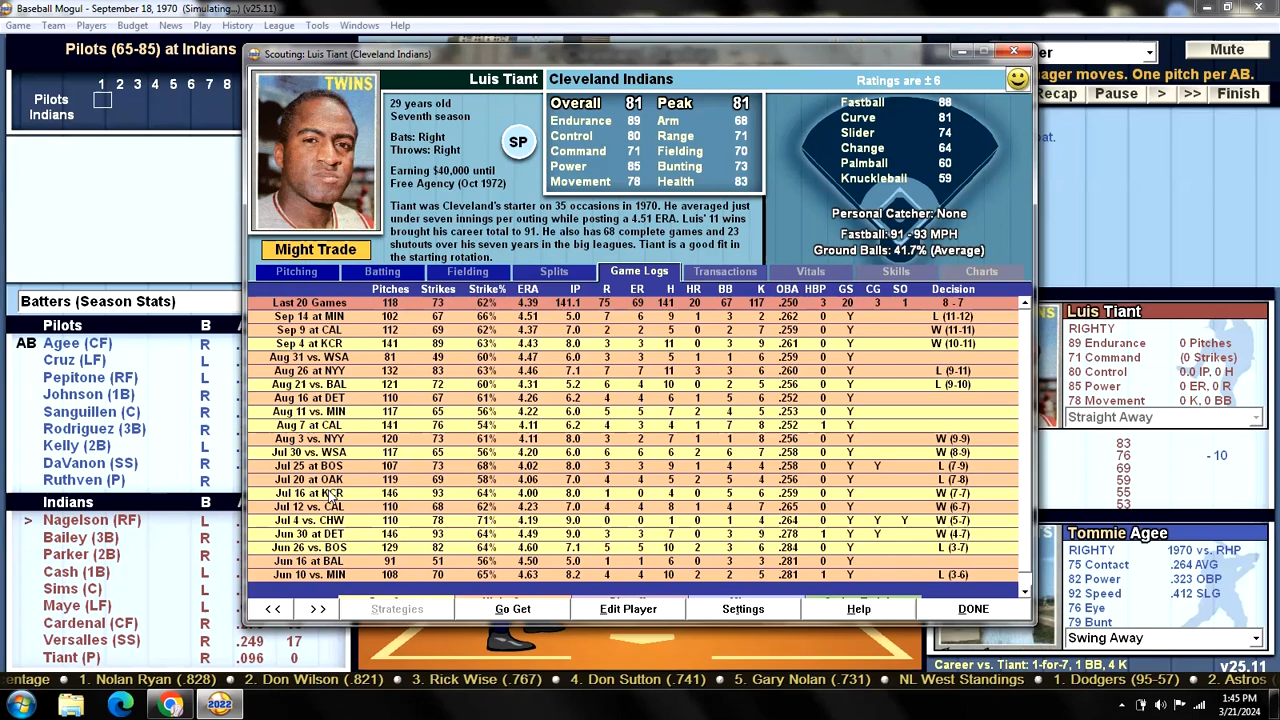 Baseball Mogul - September 18, 1970 (Simulating...) (v25.11)
Game Team Players Budget News Play History League Tools Windows Help
Pilots (65-85) at Indians
1 2 3 4 5 6 7 8
Pilots
Indians
Mute
ager moves. One pitch per AB.
Recap Pause > >> Finish
Scouting: Luis Tiant (Cleveland Indians)
TWINS
Luis Tiant
29 years old
Seventh season
Bats: Right
Throws: Right
Earning $40,000 until
Free Agency (Oct 1972)
SP
Cleveland Indians
Ratings are ± 6
Overall 81 Peak 81
Endurance 89 Arm 68
Control 80 Range 71
Command 71 Fielding 70
Power 85 Bunting 73
Movement 78 Health 83
Fastball 88
Curve 81
Slider 74
Change 64
Palmball 60
Knuckleball 59
Personal Catcher: None
Fastball: 91 - 93 MPH
Ground Balls: 41.7% (Average)
Tiant was Cleveland's starter on 35 occasions in 1970. He averaged just
under seven innings per outing while posting a 4.51 ERA. Luis' 11 wins
brought his career total to 91. He also has 68 complete games and 23
shutouts over his seven years in the big leagues. Tiant is a good fit in
the starting rotation.
Might Trade
Pitching Batting Fielding Splits Game Logs Transactions Vitals Skills Charts
Pitches Strikes Strike% ERA IP R ER H HR BB K OBA HBP GS CG SO Decision
Last 20 Games 118 73 62% 4.39 141.1 75 69 141 20 67 117 .250 3 20 3 1 8 - 7
Sep 14 at MIN 102 67 66% 4.51 5.0 7 6 9 1 3 2 .262 0 Y L (11-12)
Sep 9 at CAL 112 69 62% 4.37 7.0 2 2 5 0 2 7 .259 0 Y W (11-11)
Sep 4 at KCR 141 89 63% 4.43 8.0 3 3 11 0 3 9 .261 0 Y W (10-11)
Aug 31 vs. WSA 81 49 60% 4.47 6.0 3 3 5 1 1 6 .259 0 Y
Aug 26 at NYY 132 83 63% 4.46 7.1 7 7 11 3 3 6 .260 0 Y L (9-11)
Aug 21 vs. BAL 121 72 60% 4.31 5.2 6 4 10 0 2 5 .256 0 Y L (9-10)
Aug 16 at DET 110 67 61% 4.26 6.2 4 4 6 1 5 6 .252 0 Y
Aug 11 vs. MIN 117 65 56% 4.22 6.0 5 5 7 2 4 5 .253 0 Y
Aug 7 at CAL 141 76 54% 4.11 6.2 4 3 4 1 7 8 .252 1 Y
Aug 3 vs. NYY 120 73 61% 4.11 8.0 3 2 7 1 1 8 .256 0 Y W (9-9)
Jul 30 vs. WSA 117 65 56% 4.20 6.0 6 6 6 2 6 3 .258 0 Y W (8-9)
Jul 25 at BOS 107 73 68% 4.02 8.0 3 3 9 1 4 4 .258 0 Y Y L (7-9)
Jul 20 at OAK 119 69 58% 4.06 7.0 4 4 5 2 5 4 .256 0 Y L (7-8)
Jul 16 at KCR 146 93 64% 4.00 8.0 1 0 4 0 5 6 .259 0 Y W (7-7)
Jul 12 vs. CAL 110 68 62% 4.23 7.0 4 4 8 1 4 7 .265 0 Y W (6-7)
Jul 4 vs. CHW 110 78 71% 4.19 9.0 0 0 1 0 1 4 .264 0 Y Y Y W (5-7)
Jun 30 at DET 146 93 64% 4.49 9.0 3 3 7 0 3 9 .278 1 Y Y W (4-7)
Jun 26 vs. BOS 129 82 64% 4.60 7.1 5 5 10 2 3 6 .284 0 Y L (3-7)
Jun 16 at BAL 91 51 56% 4.50 5.0 1 1 6 0 3 3 .281 0 Y
Jun 10 vs. MIN 108 70 65% 4.63 8.2 4 4 10 2 2 5 .281 1 Y L (3-6)
<< >> Strategies Go Get Edit Player Settings Help DONE
Batters (Season Stats)
Pilots B
AB Agee (CF) R
Cruz (LF) L
Pepitone (RF) L
Johnson (1B) R
Sanguillen (C) R
Rodriguez (3B) R
Kelly (2B) R
DaVanon (SS) R
Ruthven (P) R
Indians B
> Nagelson (RF) L
Bailey (3B) R
Parker (2B) R
Cash (1B) L
Sims (C) L
Maye (LF) L
Cardenal (CF) R
Versalles (SS) R .249 17
Tiant (P) R .096 0
Luis Tiant
RIGHTY
89 Endurance 0 Pitches
71 Command (0 Strikes)
80 Control 0.0 IP, 0 H
85 Power 0 ER, 0 R
78 Movement 0 K, 0 BB
Straight Away
83
76 - 10
69
59
55
53
Tommie Agee
RIGHTY 1970 vs. RHP
75 Contact .264 AVG
82 Power .323 OBP
92 Speed .412 SLG
76 Eye
79 Bunt
Swing Away
Career vs. Tiant: 1-for-7, 1 BB, 4 K
v25.11
entage 1. Nolan Ryan (.828) 2. Don Wilson (.821) 3. Rick Wise (.767) 4. Don Sutton (.741) 5. Gary Nolan (.731) NL West Standings 1. Dodgers (95-57) 2. Astros
2022
1:45 PM
3/21/2024